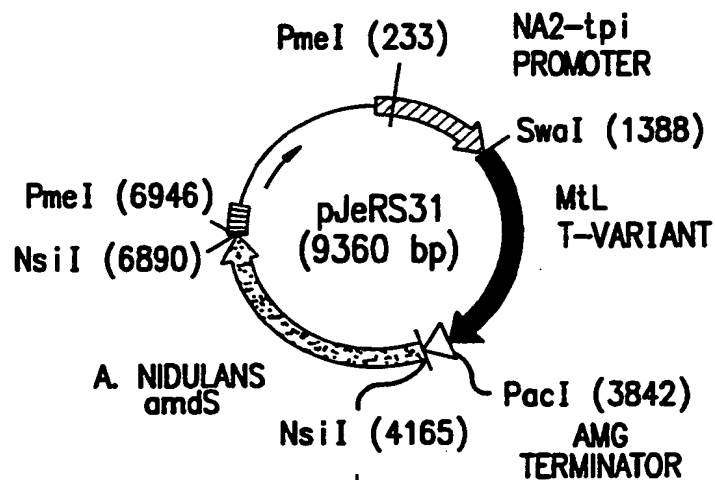 PmeI (233)
NA2-tpi
PROMOTER
SwaI (1388)
MtL
T-VARIANT
pJeRS31
(9360 bp)
PmeI (6946)
NsiI (6890)
A. NIDULANS
amdS
NsiI (4165)
PacI (3842)
AMG
TERMINATOR